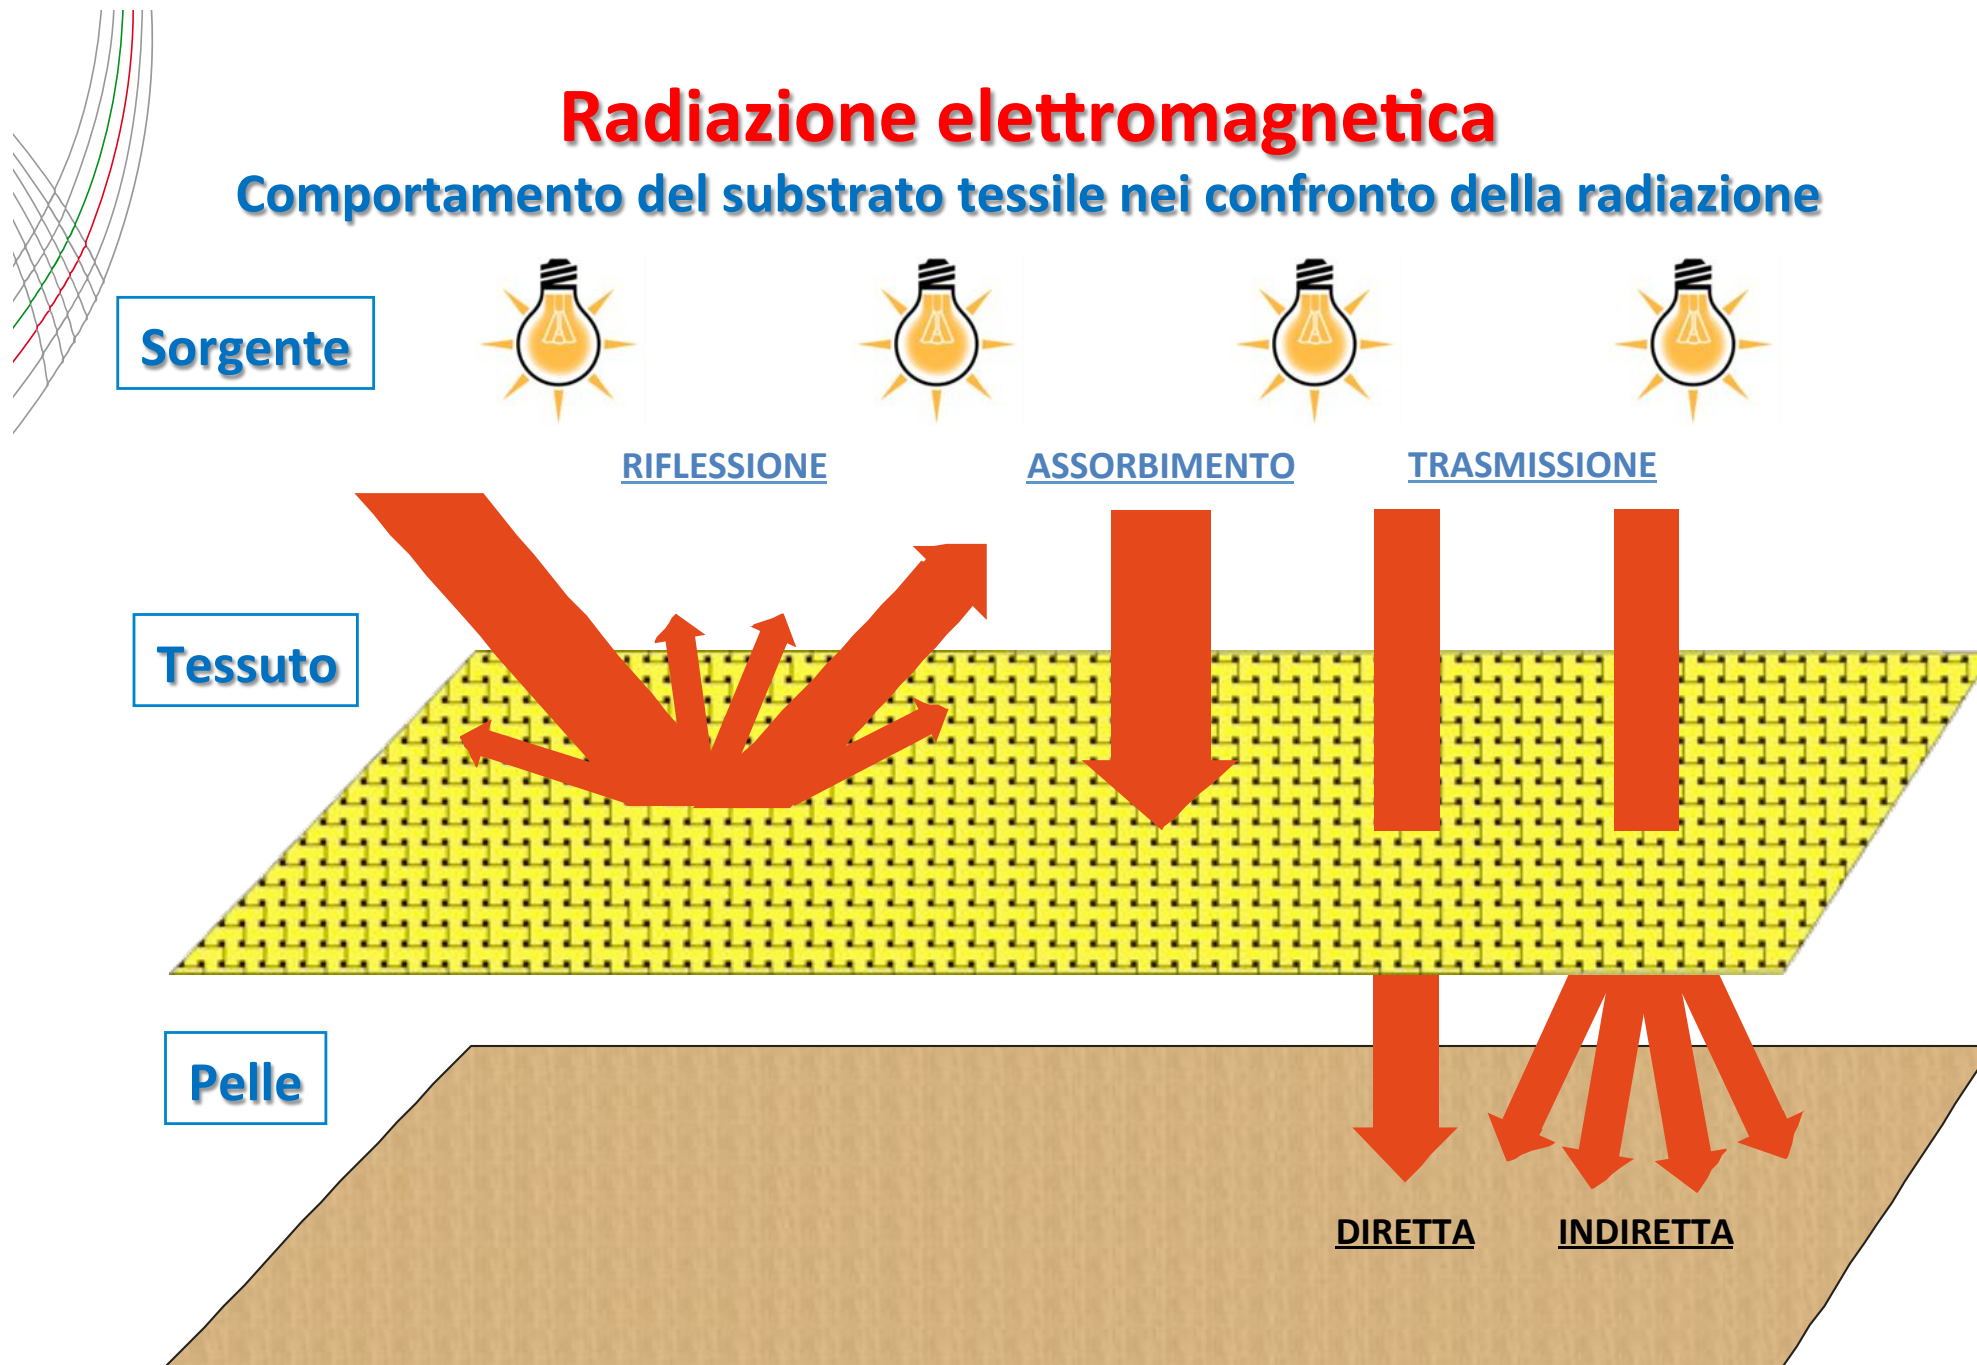 Radiazione elettromagnetica
Comportamento del substrato tessile nei confronto della radiazione
Sorgente
RIFLESSIONE
ASSORBIMENTO
TRASMISSIONE
Tessuto
Pelle
DIRETTA
INDIRETTA